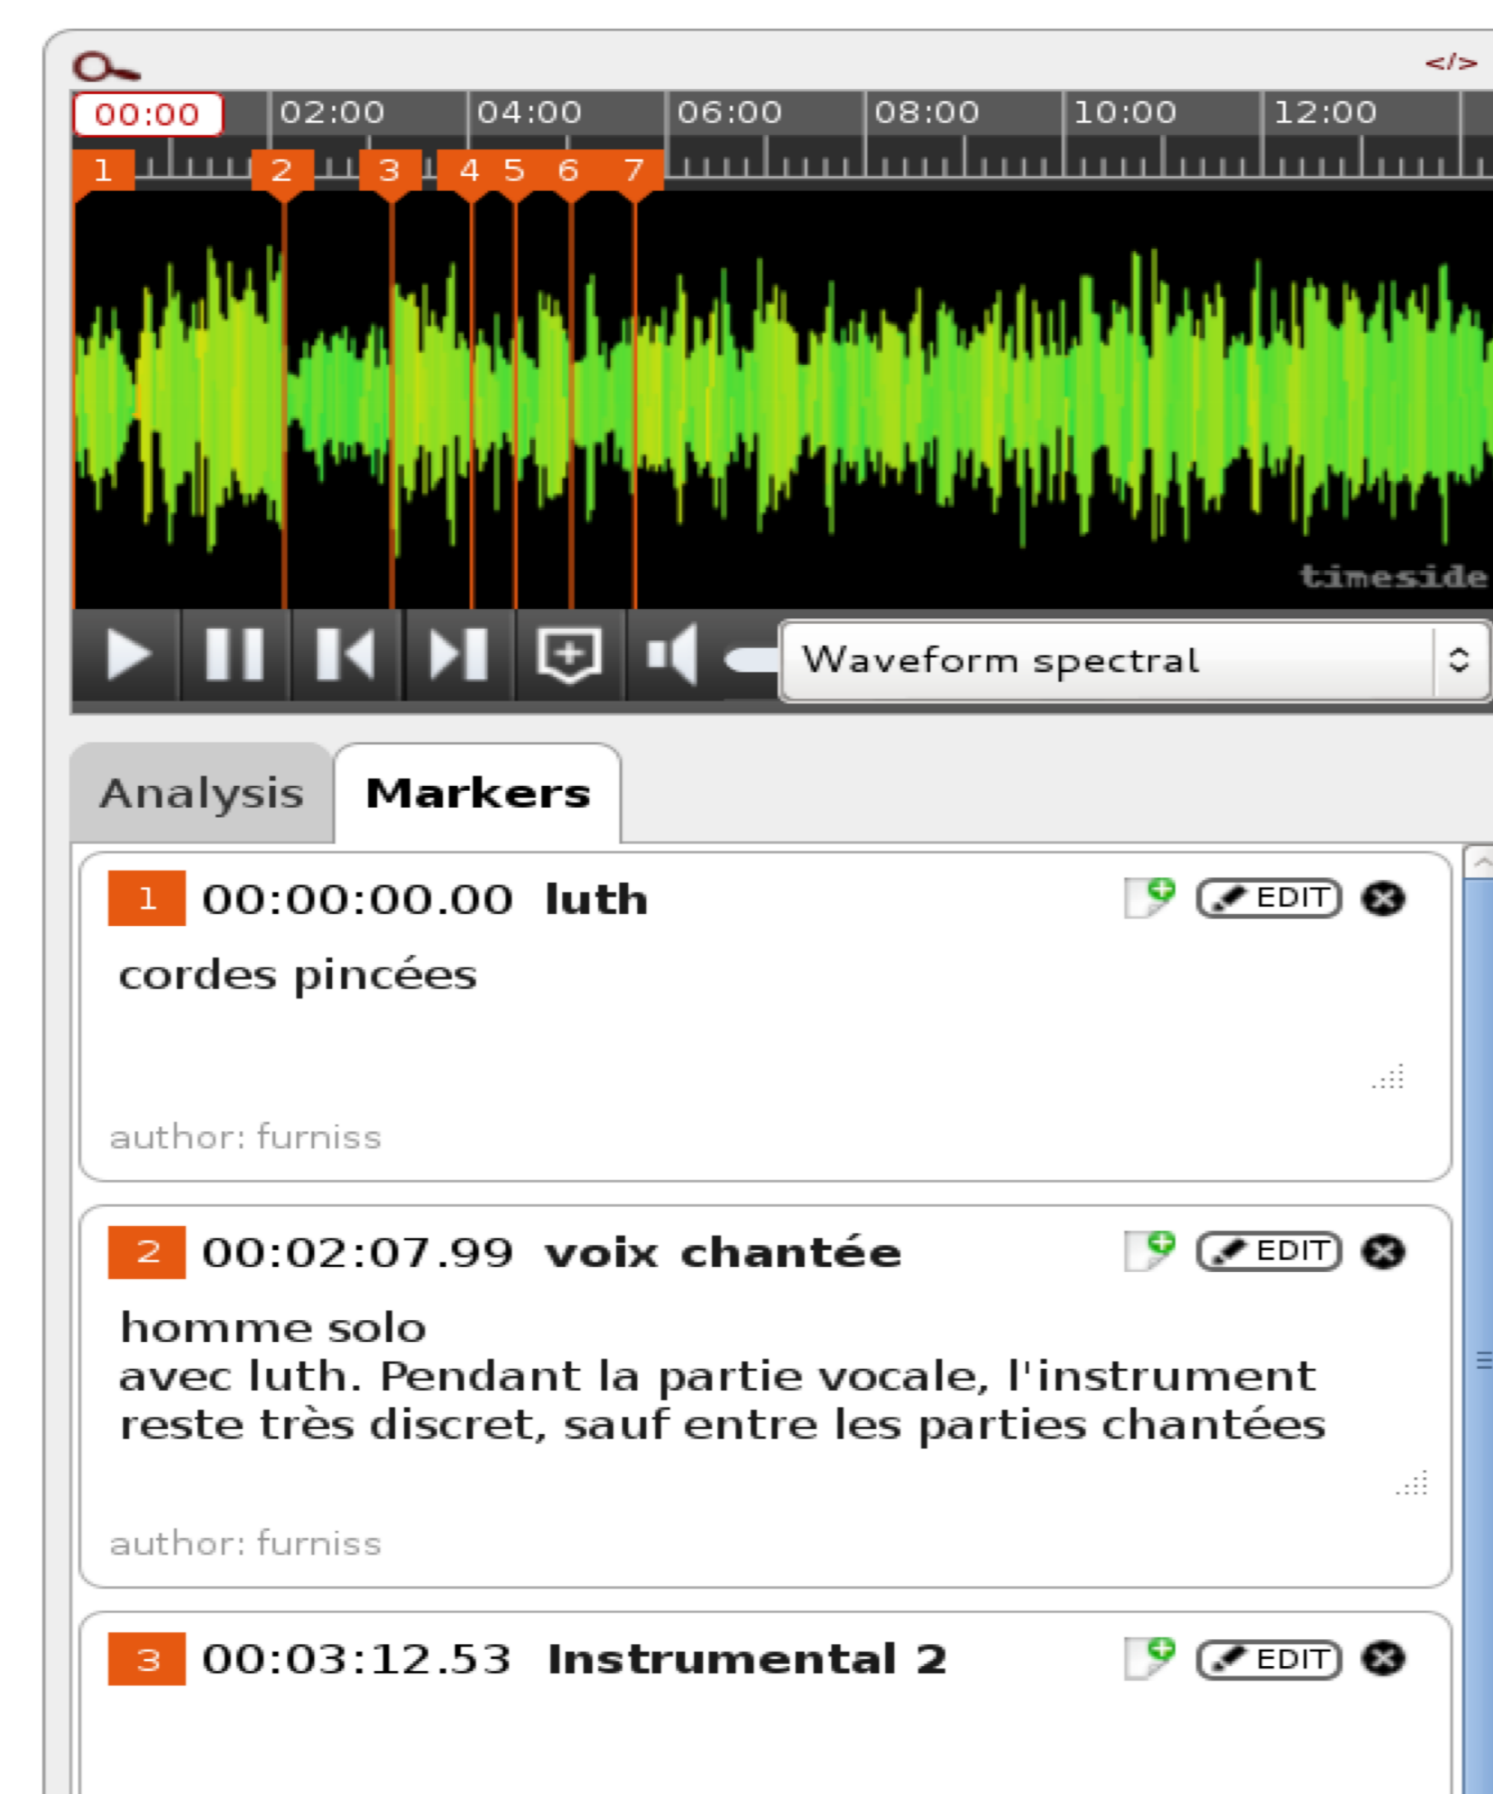 </>
00:00 02:00 04:00 06:00 08:00 10:00 12:00
1 2 3 4 5 6 7
timeside
Waveform spectral
Analysis Markers
1 00:00:00.00 luth EDIT
cordes pincées
author: furniss
2 00:02:07.99 voix chantée EDIT
homme solo
avec luth. Pendant la partie vocale, l'instrument
reste très discret, sauf entre les parties chantées
author: furniss
3 00:03:12.53 Instrumental 2 EDIT